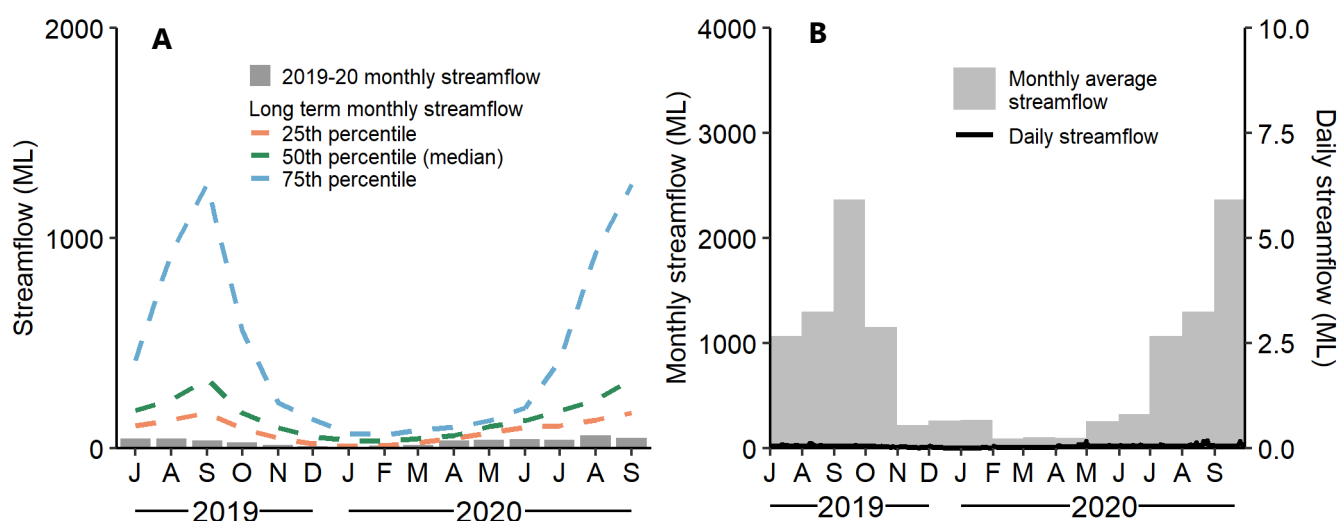 A
2000
1000
0
Streamflow (ML)
2019-20 monthly streamflow
Long term monthly streamflow
25th percentile
50th percentile (median)
75th percentile
J A S O N D J F M A M J J A S
2019 2020
B
4000
3000
2000
1000
0
Monthly streamflow (ML)
Monthly average
streamflow
Daily streamflow
10.0
7.5
5.0
2.5
0.0
Daily streamflow (ML)
J A S O N D J F M A M J J A S
2019 2020